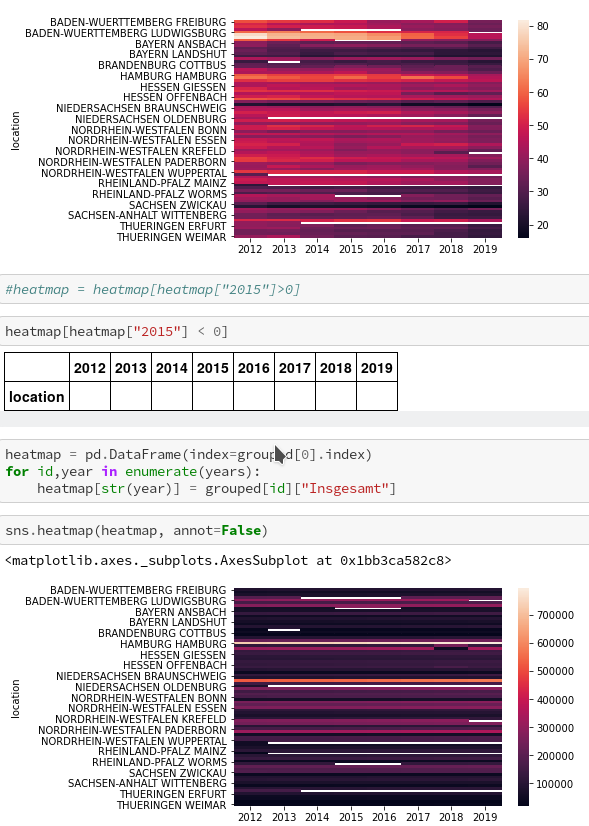 BADEN-WUERTTEMBERG FREIBURG
BADEN-WUERTTEMBERG LUDWIGSBURG
BAYERN ANSBACH
BAYERN LANDSHUT
BRANDENBURG COTTBUS
HAMBURG HAMBURG
HESSEN GIESSEN
HESSEN OFFENBACH
NIEDERSACHSEN BRAUNSCHWEIG
NIEDERSACHSEN OLDENBURG
NORDRHEIN-WESTFALEN BONN
NORDRHEIN-WESTFALEN ESSEN
NORDRHEIN-WESTFALEN KREFELD
NORDRHEIN-WESTFALEN PADERBORN
NORDRHEIN-WESTFALEN WUPPERTAL
RHEINLAND-PFALZ MAINZ
RHEINLAND-PFALZ WORMS
SACHSEN ZWICKAU
SACHSEN-ANHALT WITTENBERG
THUERINGEN ERFURT
THUERINGEN WEIMAR
location
2012 2013 2014 2015 2016 2017 2018 2019
80
70
60
50
40
30
20
#heatmap = heatmap[heatmap["2015"]>0]
heatmap[heatmap["2015"] < 0]
2012 2013 2014 2015 2016 2017 2018 2019
location
heatmap = pd.DataFrame(index=grouped[0].index)
for id,year in enumerate(years):
    heatmap[str(year)] = grouped[id]["Insgesamt"]
sns.heatmap(heatmap, annot=False)
<matplotlib.axes._subplots.AxesSubplot at 0x1bb3ca582c8>
BADEN-WUERTTEMBERG FREIBURG
BADEN-WUERTTEMBERG LUDWIGSBURG
BAYERN ANSBACH
BAYERN LANDSHUT
BRANDENBURG COTTBUS
HAMBURG HAMBURG
HESSEN GIESSEN
HESSEN OFFENBACH
NIEDERSACHSEN BRAUNSCHWEIG
NIEDERSACHSEN OLDENBURG
NORDRHEIN-WESTFALEN BONN
NORDRHEIN-WESTFALEN ESSEN
NORDRHEIN-WESTFALEN KREFELD
NORDRHEIN-WESTFALEN PADERBORN
NORDRHEIN-WESTFALEN WUPPERTAL
RHEINLAND-PFALZ MAINZ
RHEINLAND-PFALZ WORMS
SACHSEN ZWICKAU
SACHSEN-ANHALT WITTENBERG
THUERINGEN ERFURT
THUERINGEN WEIMAR
location
2012 2013 2014 2015 2016 2017 2018 2019
700000
600000
500000
400000
300000
200000
100000